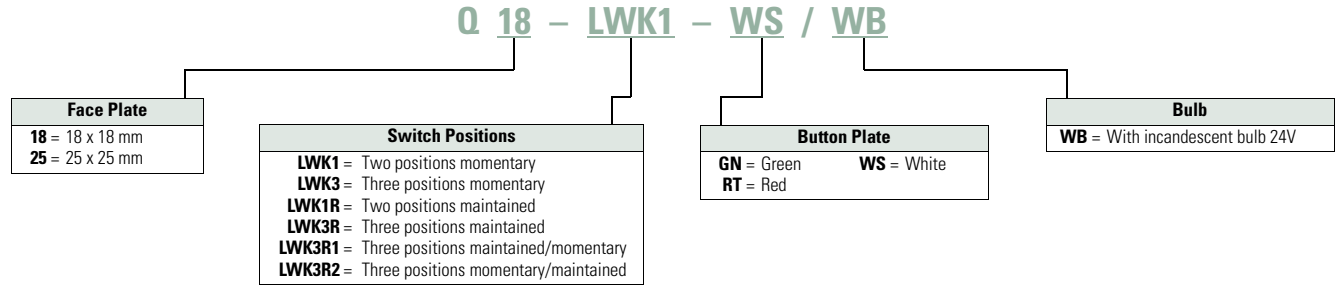 Q 18 – LWK1 – WS / WB
Face Plate
18 = 18 x 18 mm
25 = 25 x 25 mm
Switch Positions
LWK1 = Two positions momentary
LWK3 = Three positions momentary
LWK1R = Two positions maintained
LWK3R = Three positions maintained
LWK3R1 = Three positions maintained/momentary
LWK3R2 = Three positions momentary/maintained
Button Plate
GN = Green WS = White
RT = Red
Bulb
WB = With incandescent bulb 24V